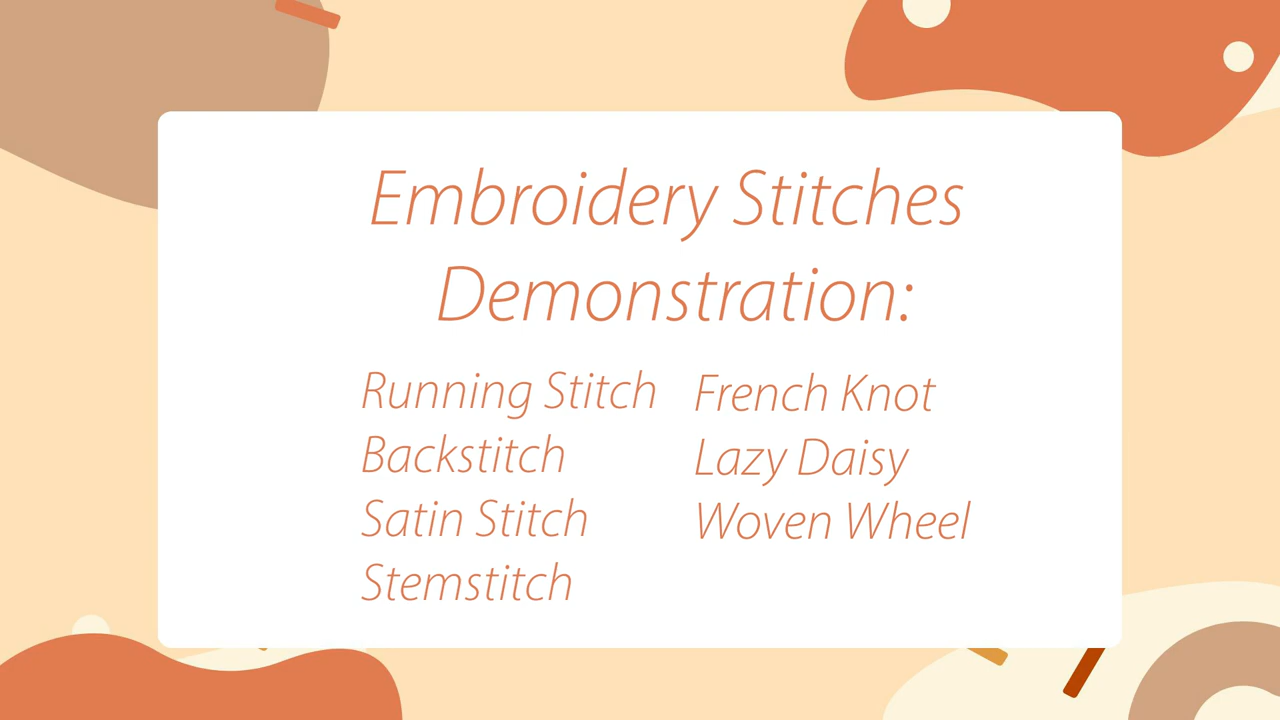 Embroidery Stitches
Demonstration:
Running Stitch
Backstitch
Satin Stitch
Stemstitch
French Knot
Lazy Daisy
Woven Wheel